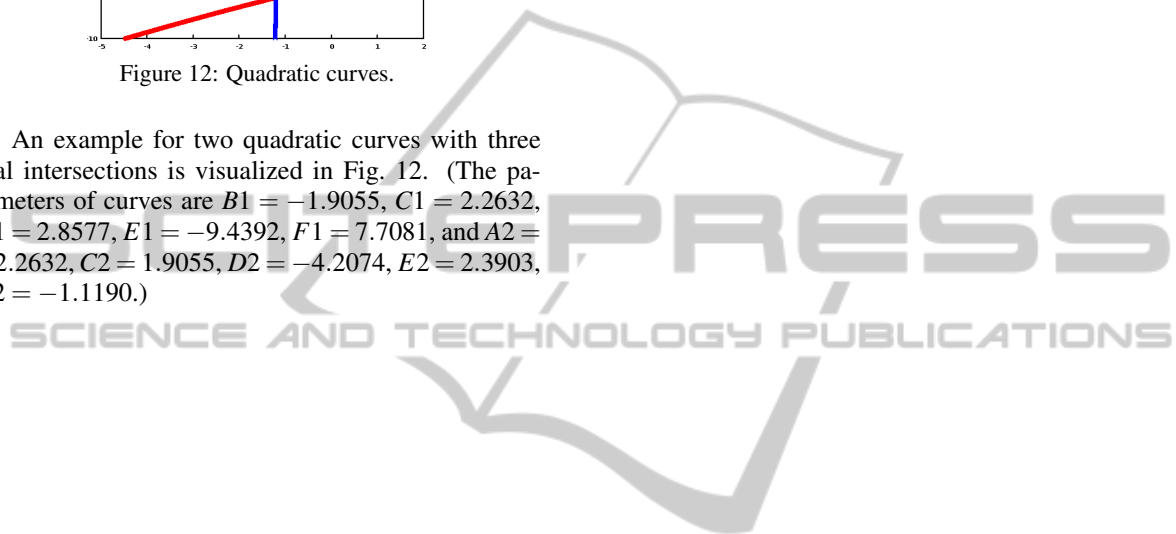 -10
-5 -4 -3 -2 -1 0 1 2
Figure 12: Quadratic curves.
An example for two quadratic curves with three
al intersections is visualized in Fig. 12. (The pa-
meters of curves are B1 = −1.9055, C1 = 2.2632,
1 = 2.8577, E1 = −9.4392, F1 = 7.7081, and A2 =
2.2632, C2 = 1.9055, D2 = −4.2074, E2 = 2.3903,
2 = −1.1190.)
SCITEPRESS
SCIENCE AND TECHNOLOGY PUBLICATIONS